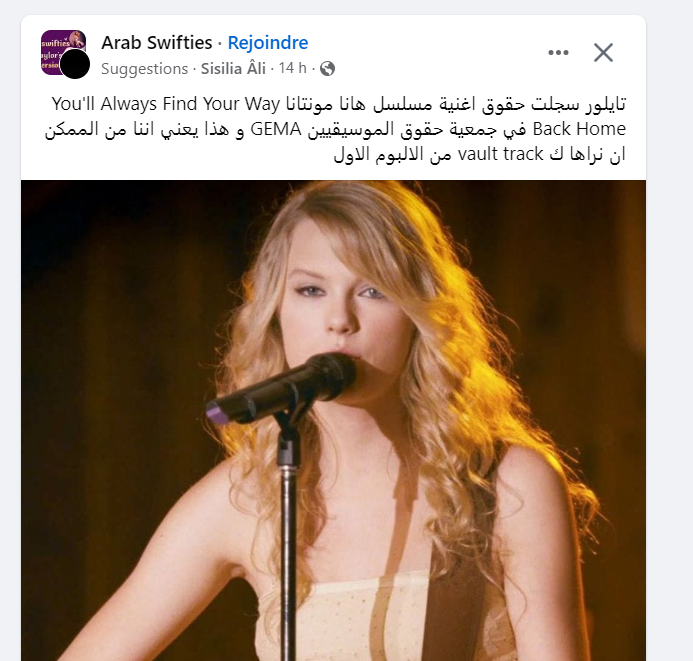 Arab Swifties · Rejoindre
Suggestions · Sisilia Âli · 14 h ·
تايلور سجلت حقوق اغنية مسلسل هانا مونتانا You'll Always Find Your Way
Back Home في جمعية حقوق الموسيقيين GEMA و هذا يعني اننا من الممكن
ان نراها ك vault track من الالبوم الاول